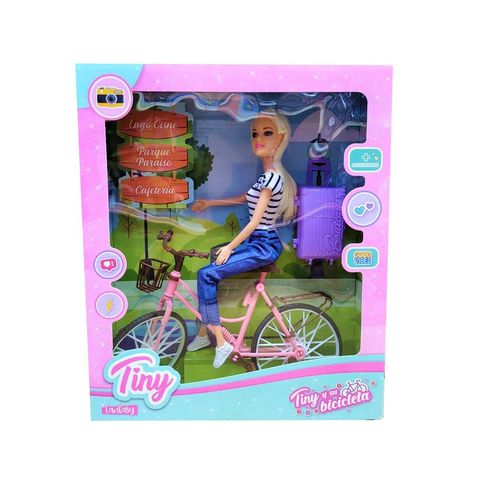 Lago Cisne
Parque
Paraíso
Cafetería
Tiny
Fantasy
Tiny y su
bicicleta